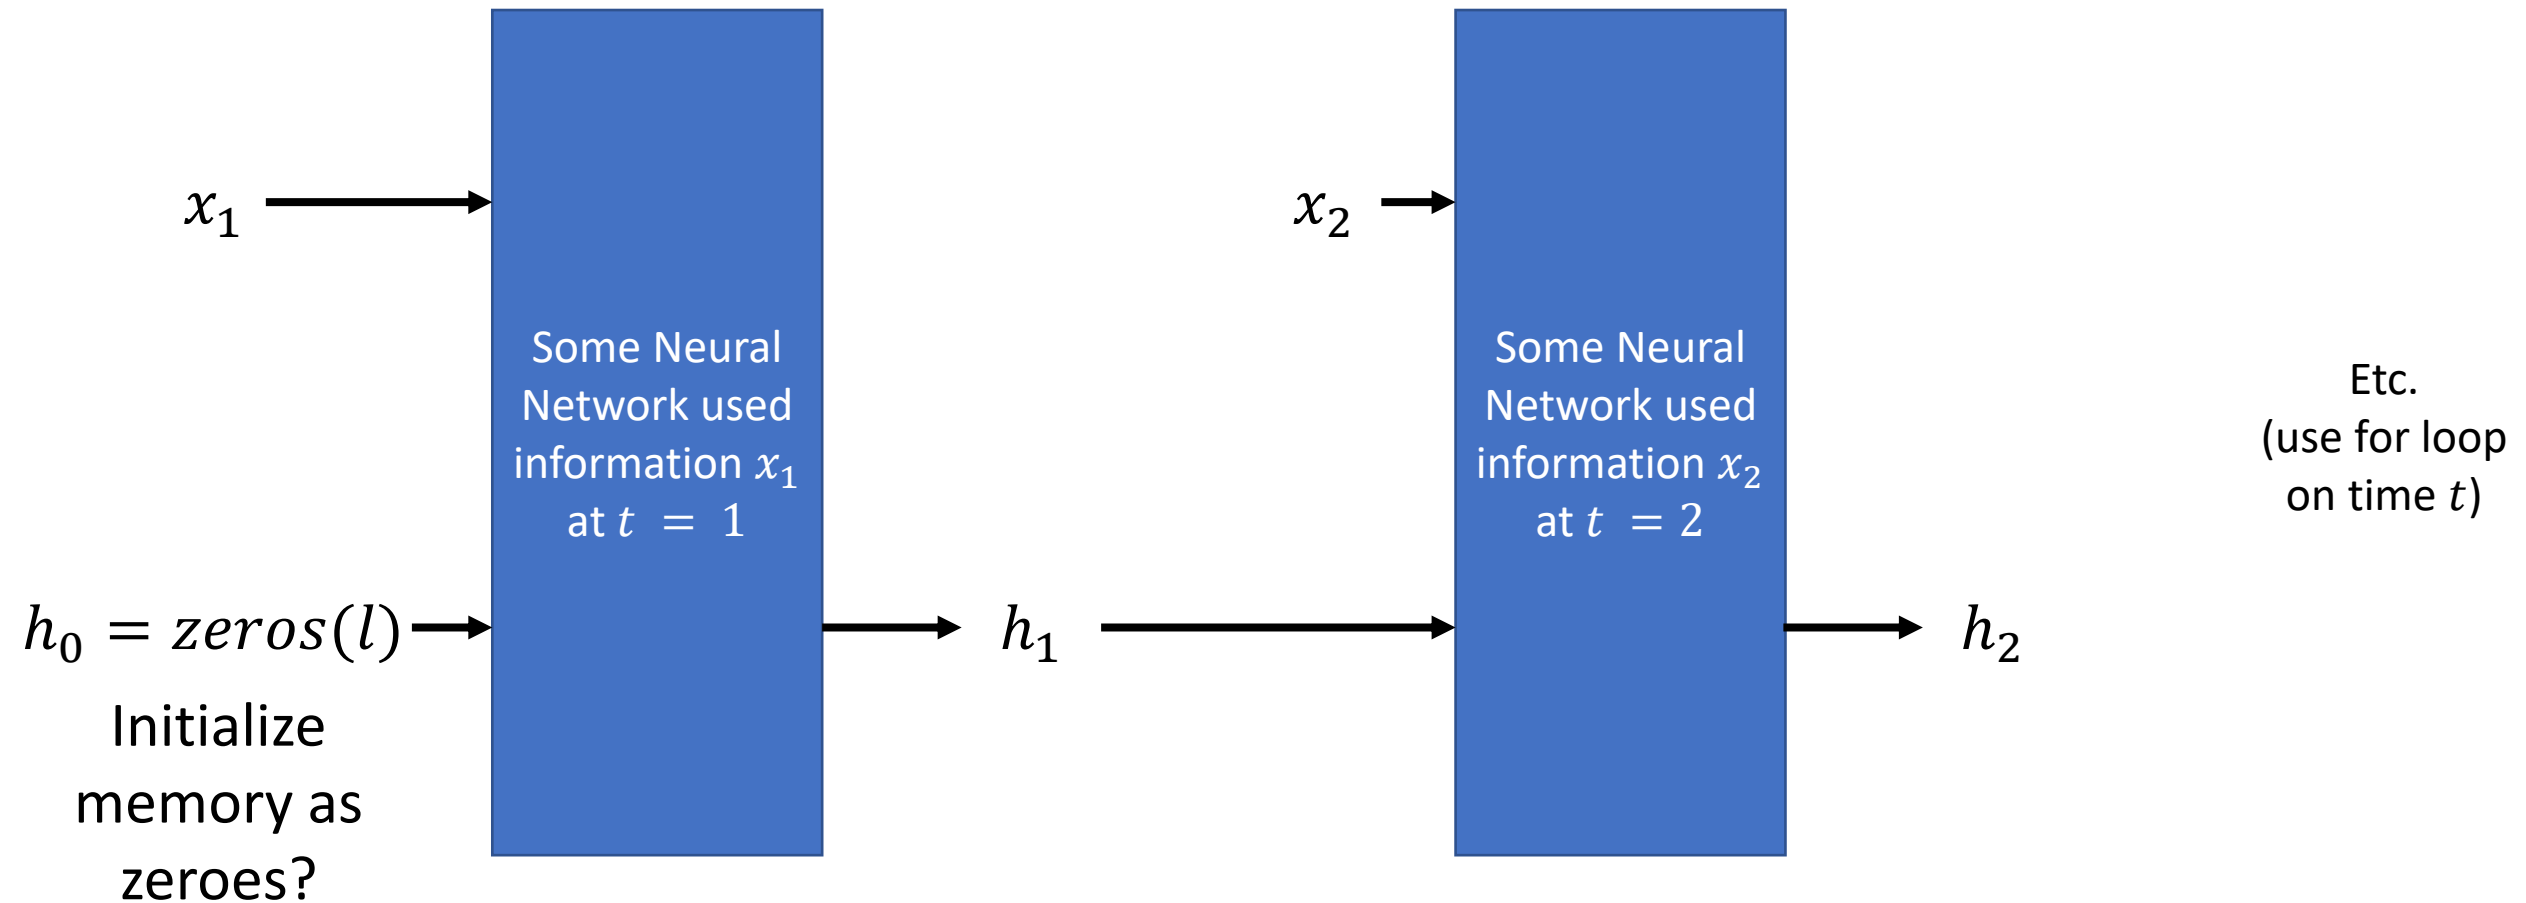 x₁
Some Neural
Network used
information x₁
at t = 1
h₀ = zeros(l)
Initialize
memory as
zeroes?
h₁
x₂
Some Neural
Network used
information x₂
at t = 2
h₂
Etc.
(use for loop
on time t)